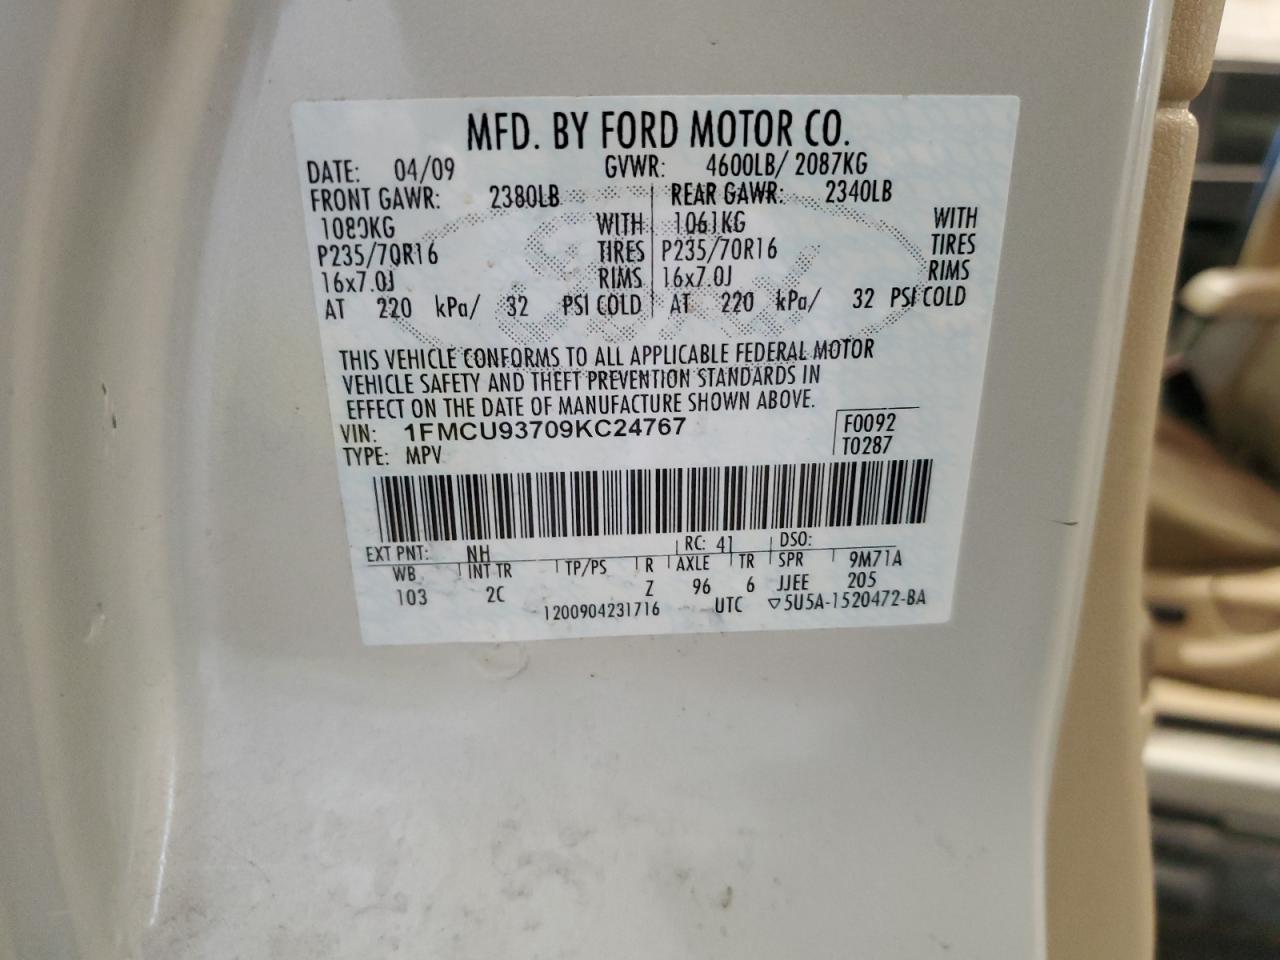 MFD. BY FORD MOTOR CO.
DATE: 04/09 GVWR: 4600LB/ 2087KG
FRONT GAWR: 2380LB REAR GAWR: 2340LB
1080KG WITH 1061KG WITH
P235/70R16 TIRES P235/70R16 TIRES
16x7.0J RIMS 16x7.0J RIMS
AT 220 kPa/ 32 PSI COLD AT 220 kPa/ 32 PSI COLD
THIS VEHICLE CONFORMS TO ALL APPLICABLE FEDERAL MOTOR
VEHICLE SAFETY AND THEFT PREVENTION STANDARDS IN
EFFECT ON THE DATE OF MANUFACTURE SHOWN ABOVE.
VIN: 1FMCU93709KC24767 F0092
TYPE: MPV T0287
EXT PNT: NH RC: 41 DSO:
WB INT TR TP/PS R AXLE TR SPR 9M71A
103 2C Z 96 6 JJEE 205
1200904231716 UTC ▽5U5A-1520472-BA